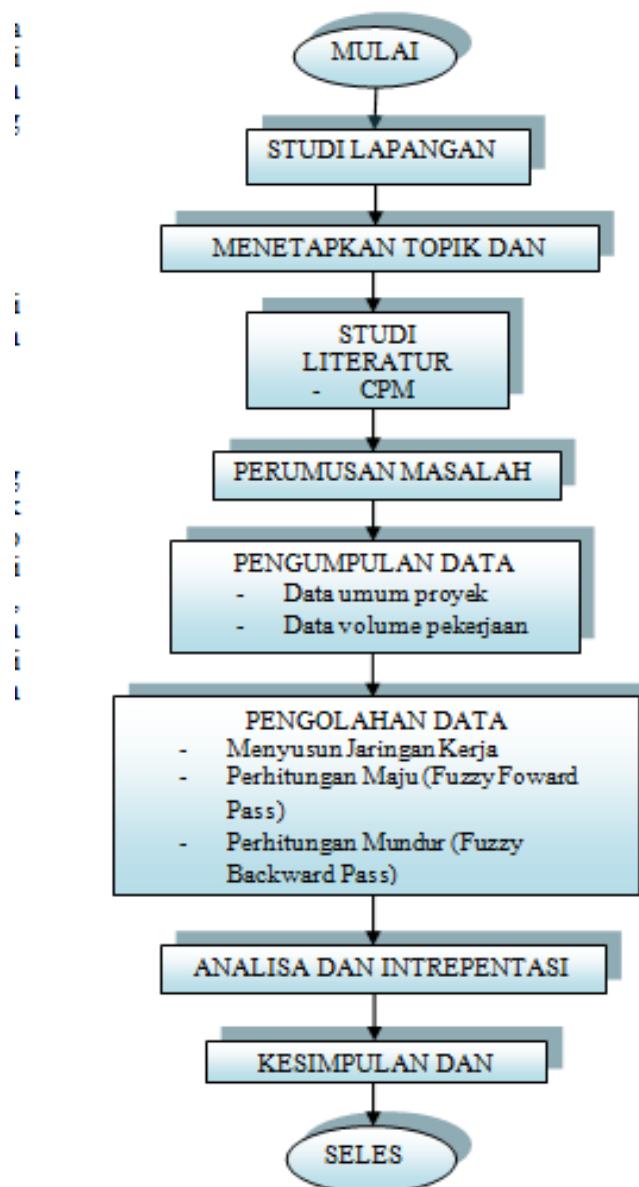 MULAI
STUDI LAPANGAN
MENETAPKAN TOPIK DAN
STUDI
LITERATUR
- CPM
PERUMUSAN MASALAH
PENGUMPULAN DATA
- Data umum proyek
- Data volume pekerjaan
PENGOLAHAN DATA
- Menyusun Jaringan Kerja
- Perhitungan Maju (Fuzzy Foward
Pass)
- Perhitungan Mundur (Fuzzy
Backward Pass)
ANALISA DAN INTREPENTASI
KESIMPULAN DAN
SELES